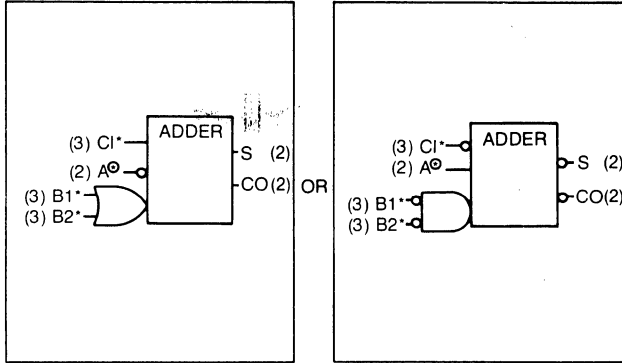 ADDER
(3) CI*
S (2)
(2) A⊙
CO(2)
(3) B1*
(3) B2*
OR
ADDER
(3) CI*
S (2)
(2) A⊙
CO(2)
(3) B1*
(3) B2*